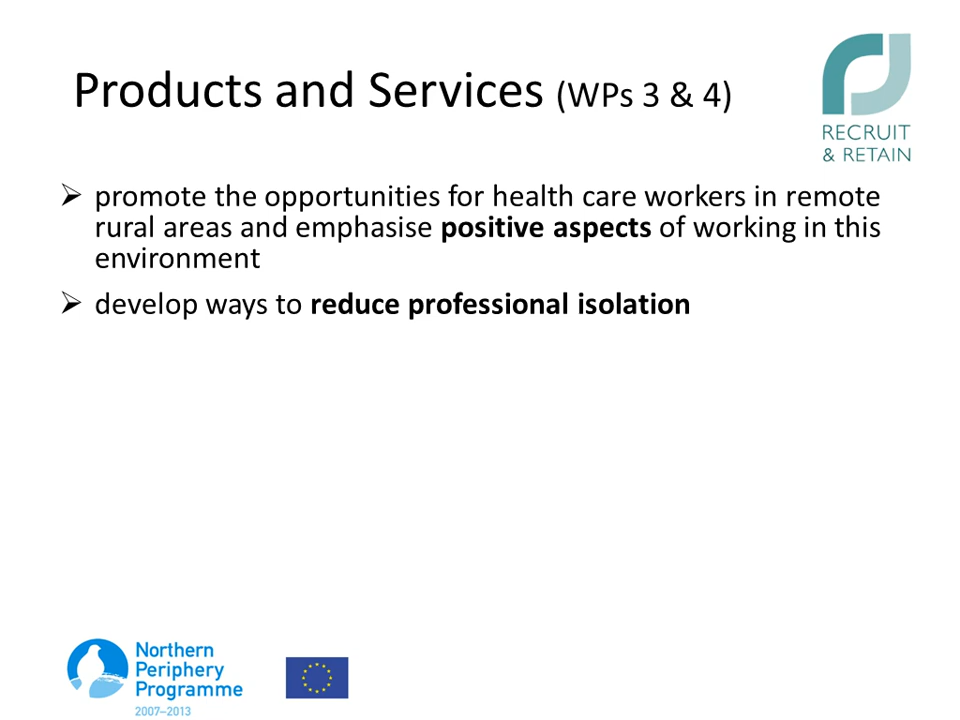 Products and Services (WPs 3 & 4)
RECRUIT
& RETAIN
➢ promote the opportunities for health care workers in remote
rural areas and emphasise positive aspects of working in this
environment
➢ develop ways to reduce professional isolation
Northern
Periphery
Programme
2007–2013